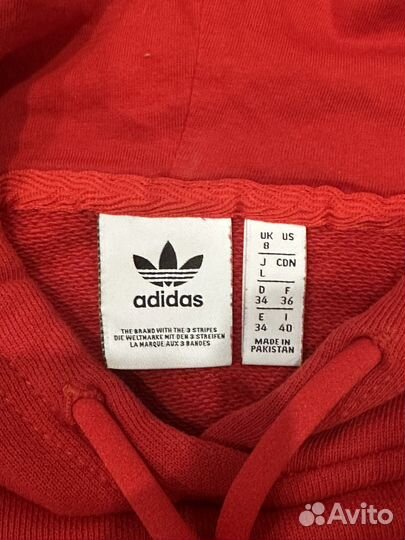 adidas
THE BRAND WITH THE 3 STRIPES
DIE WELTMARKE MIT DEN 3 STREIFEN
LA MARQUE AUX 3 BANDES
UK US
8
J CDN
L
D F
34 36
E I
34 40
MADE IN
PAKISTAN
Avito